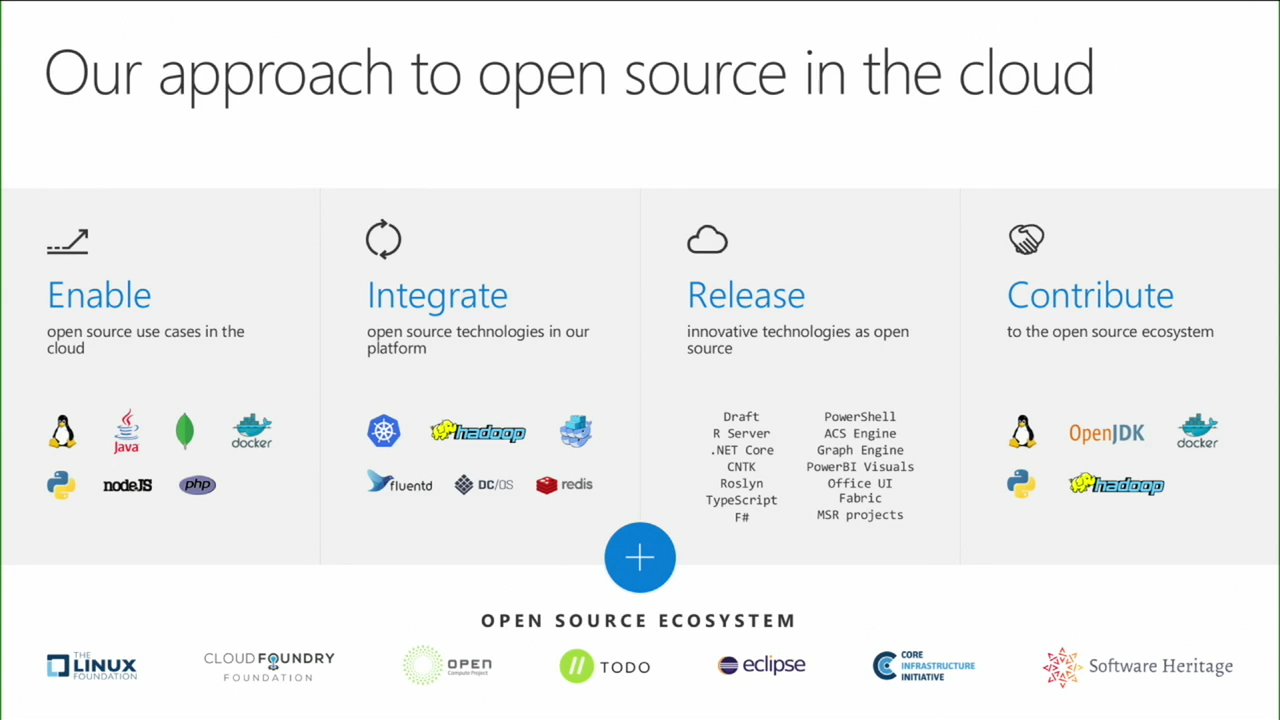 Our approach to open source in the cloud
Enable
open source use cases in the
cloud
Java
docker
nodeJS
php
Integrate
open source technologies in our
platform
hadoop
fluentd
DC/OS
redis
Release
innovative technologies as open
source
Draft
R Server
.NET Core
CNTK
Roslyn
TypeScript
F#
PowerShell
ACS Engine
Graph Engine
PowerBI Visuals
Office UI
Fabric
MSR projects
Contribute
to the open source ecosystem
OpenJDK
docker
hadoop
OPEN SOURCE ECOSYSTEM
THE
LINUX
FOUNDATION
CLOUD FOUNDRY
FOUNDATION
OPEN
Compute Project
TODO
eclipse
CORE
INFRASTRUCTURE
INITIATIVE
Software Heritage